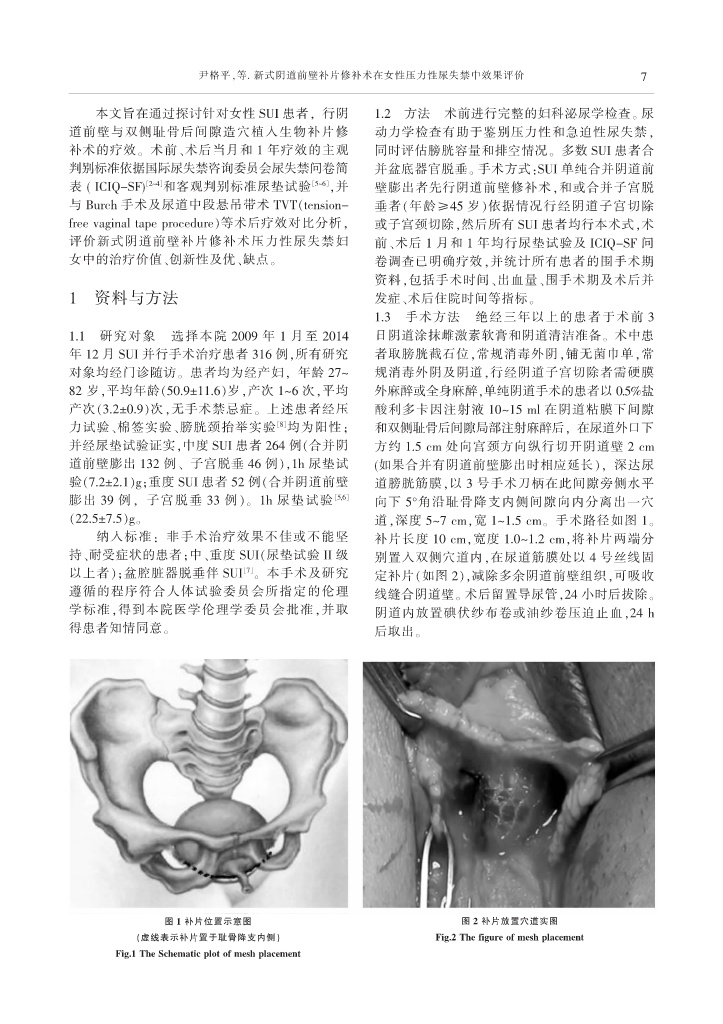 尹格平,等.新式阴道前壁补片修补术在女性压力性尿失禁中效果评价
7
本文旨在通过探讨针对女性 SUI 患者，行阴
道前壁与双侧耻骨后间隙造穴植入生物补片修
补术的疗效。术前、术后当月和 1 年疗效的主观
判别标准依据国际尿失禁咨询委员会尿失禁问卷简
表（ICIQ-SF)[2-4]和客观判别标准尿垫试验[5-6],并
与 Burch 手术及尿道中段悬吊带术 TVT(tension-
free vaginal tape procedure)等术后疗效对比分析，
评价新式阴道前壁补片修补术压力性尿失禁妇
女中的治疗价值、创新性及优、缺点。
1 资料与方法
1.1 研究对象 选择本院 2009 年 1 月至 2014
年 12 月 SUI 并行手术治疗患者 316 例,所有研究
对象均经门诊随访。患者均为经产妇，年龄 27~
82 岁,平均年龄(50.9±11.6)岁,产次 1~6 次,平均
产次(3.2±0.9)次,无手术禁忌症。上述患者经压
力试验、棉签实验、膀胱颈抬举实验[8]均为阳性；
并经尿垫试验证实,中度 SUI 患者 264 例(合并阴
道前壁膨出 132 例、子宫脱垂 46 例),1h 尿垫试
验(7.2±2.1)g;重度 SUI 患者 52 例(合并阴道前壁
膨出 39 例，子宫脱垂 33 例)。1h 尿垫试验[5,6]
(22.5±7.5)g。
纳入标准：非手术治疗效果不佳或不能坚
持、耐受症状的患者;中、重度 SUI(尿垫试验 II 级
以上者);盆腔脏器脱垂伴 SUI[7]。本手术及研究
遵循的程序符合人体试验委员会所指定的伦理
学标准,得到本院医学伦理学委员会批准,并取
得患者知情同意。
1.2 方法 术前进行完整的妇科泌尿学检查。尿
动力学检查有助于鉴别压力性和急迫性尿失禁，
同时评估膀胱容量和排空情况。多数 SUI 患者合
并盆底器官脱垂。手术方式:SUI 单纯合并阴道前
壁膨出者先行阴道前壁修补术,和或合并子宫脱
垂者(年龄≥45 岁)依据情况行经阴道子宫切除
或子宫颈切除,然后所有 SUI 患者均行本术式,术
前、术后 1 月和 1 年均行尿垫试验及 ICIQ-SF 问
卷调查已明确疗效,并统计所有患者的围手术期
资料,包括手术时间、出血量、围手术期及术后并
发症、术后住院时间等指标。
1.3 手术方法 绝经三年以上的患者于术前 3
日阴道涂抹雌激素软膏和阴道清洁准备。术中患
者取膀胱截石位,常规消毒外阴,铺无菌巾单,常
规消毒外阴及阴道,行经阴道子宫切除者需硬膜
外麻醉或全身麻醉,单纯阴道手术的患者以 0.5%盐
酸利多卡因注射液 10~15 ml 在阴道粘膜下间隙
和双侧耻骨后间隙局部注射麻醉后，在尿道外口下
方约 1.5 cm 处向宫颈方向纵行切开阴道壁 2 cm
(如果合并有阴道前壁膨出时相应延长)，深达尿
道膀胱筋膜,以 3 号手术刀柄在此间隙旁侧水平
向下 5°角沿耻骨降支内侧间隙向内分离出一穴
道,深度 5~7 cm,宽 1~1.5 cm。手术路径如图 1。
补片长度 10 cm,宽度 1.0~1.2 cm,将补片两端分
别置入双侧穴道内,在尿道筋膜处以 4 号丝线固
定补片(如图 2),减除多余阴道前壁组织,可吸收
线缝合阴道壁。术后留置导尿管,24 小时后拔除。
阴道内放置碘伏纱布卷或油纱卷压迫止血,24 h
后取出。
图 1 补片位置示意图
(虚线表示补片置于耻骨降支内侧)
Fig.1 The Schematic plot of mesh placement
图 2 补片放置穴道实图
Fig.2 The figure of mesh placement